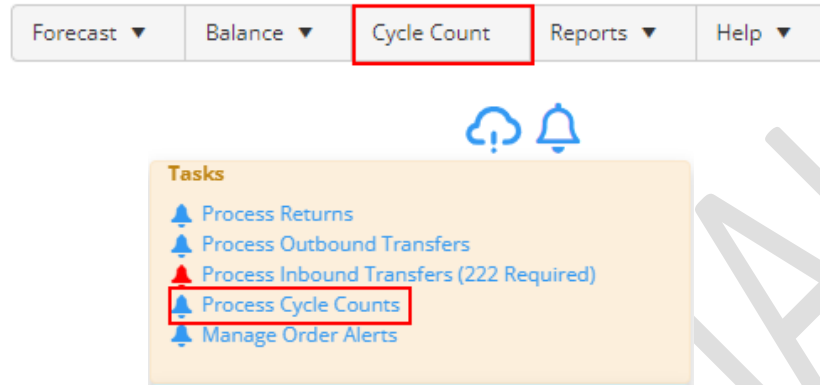 Forecast ▼ Balance ▼ Cycle Count Reports ▼ Help ▼
Tasks
Process Returns
Process Outbound Transfers
Process Inbound Transfers (222 Required)
Process Cycle Counts
Manage Order Alerts